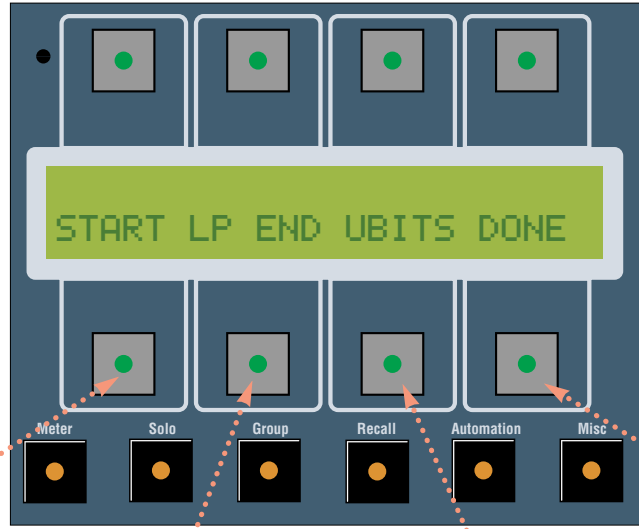 START LP END UBITS DONE
Meter Solo Group Recall Automation Misc